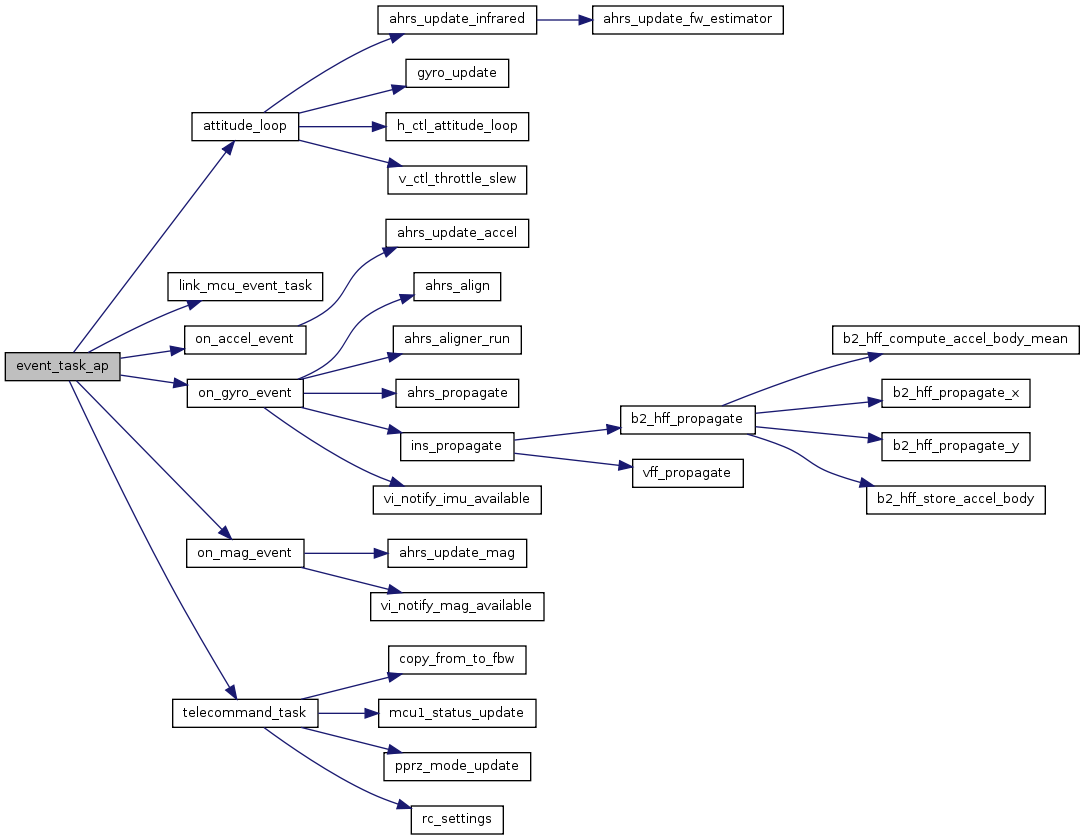 ahrs_update_infrared
ahrs_update_fw_estimator
gyro_update
attitude_loop
h_ctl_attitude_loop
v_ctl_throttle_slew
ahrs_update_accel
link_mcu_event_task
ahrs_align
on_accel_event
ahrs_aligner_run
b2_hff_compute_accel_body_mean
event_task_ap
on_gyro_event
ahrs_propagate
b2_hff_propagate_x
b2_hff_propagate
ins_propagate
b2_hff_propagate_y
vff_propagate
vi_notify_imu_available
b2_hff_store_accel_body
on_mag_event
ahrs_update_mag
vi_notify_mag_available
copy_from_to_fbw
telecommand_task
mcu1_status_update
pprz_mode_update
rc_settings